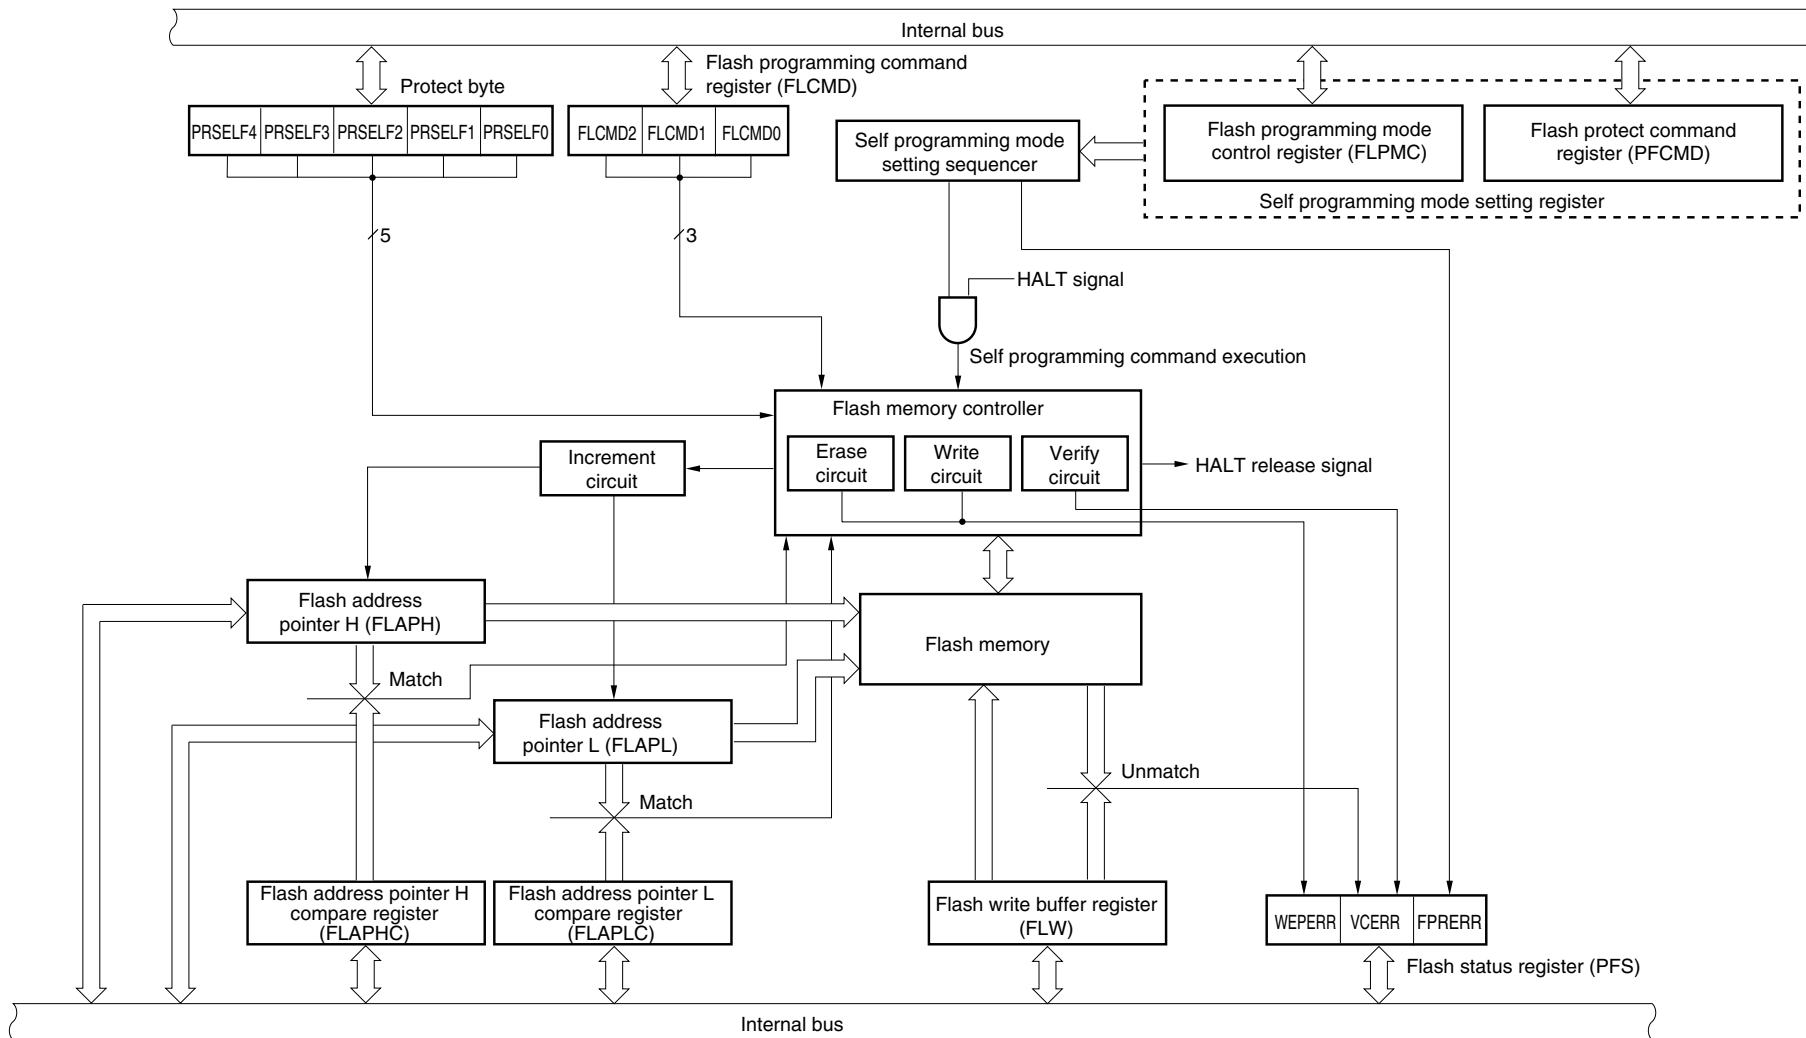 Internal bus
Protect byte
Flash programming command
register (FLCMD)
PRSELF4 PRSELF3 PRSELF2 PRSELF1 PRSELF0
FLCMD2 FLCMD1 FLCMD0
Self programming mode
setting sequencer
Flash programming mode
control register (FLPMC)
Flash protect command
register (PFCMD)
Self programming mode setting register
5
3
HALT signal
Self programming command execution
Flash memory controller
Increment
circuit
Erase
circuit
Write
circuit
Verify
circuit
HALT release signal
Flash address
pointer H (FLAPH)
Flash memory
Match
Flash address
pointer L (FLAPL)
Match
Unmatch
Flash address pointer H
compare register
(FLAPHC)
Flash address pointer L
compare register
(FLAPLC)
Flash write buffer register
(FLW)
WEPERR VCERR FPRERR
Flash status register (PFS)
Internal bus